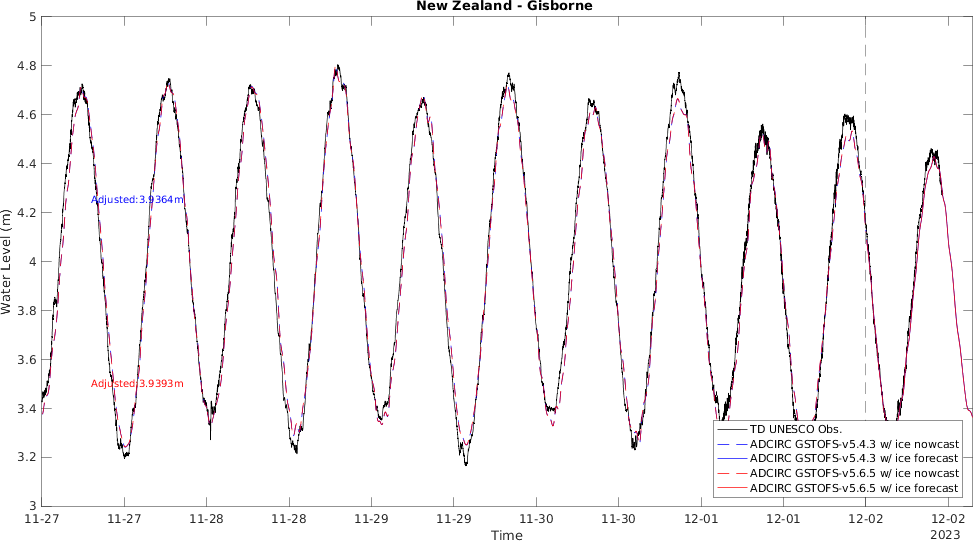 New Zealand - Gisborne
5
4.8
4.6
4.4
4.2
4
3.8
3.6
3.4
3.2
3
Water Level (m)
Adjusted:3.9364m
Adjusted:3.9393m
TD UNESCO Obs.
ADCIRC GSTOFS-v5.4.3 w/ ice nowcast
ADCIRC GSTOFS-v5.4.3 w/ ice forecast
ADCIRC GSTOFS-v5.6.5 w/ ice nowcast
ADCIRC GSTOFS-v5.6.5 w/ ice forecast
11-27 11-27 11-28 11-28 11-29 11-29 11-30 11-30 12-01 12-01 12-02 12-02
Time 2023